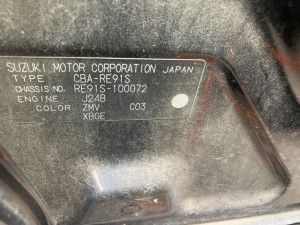 SUZUKI MOTOR CORPORATION JAPAN
TYPE CBA-RE91S
CHASSIS NO. RE91S-100072
ENGINE J24B
COLOR ZMV C03
XBGE